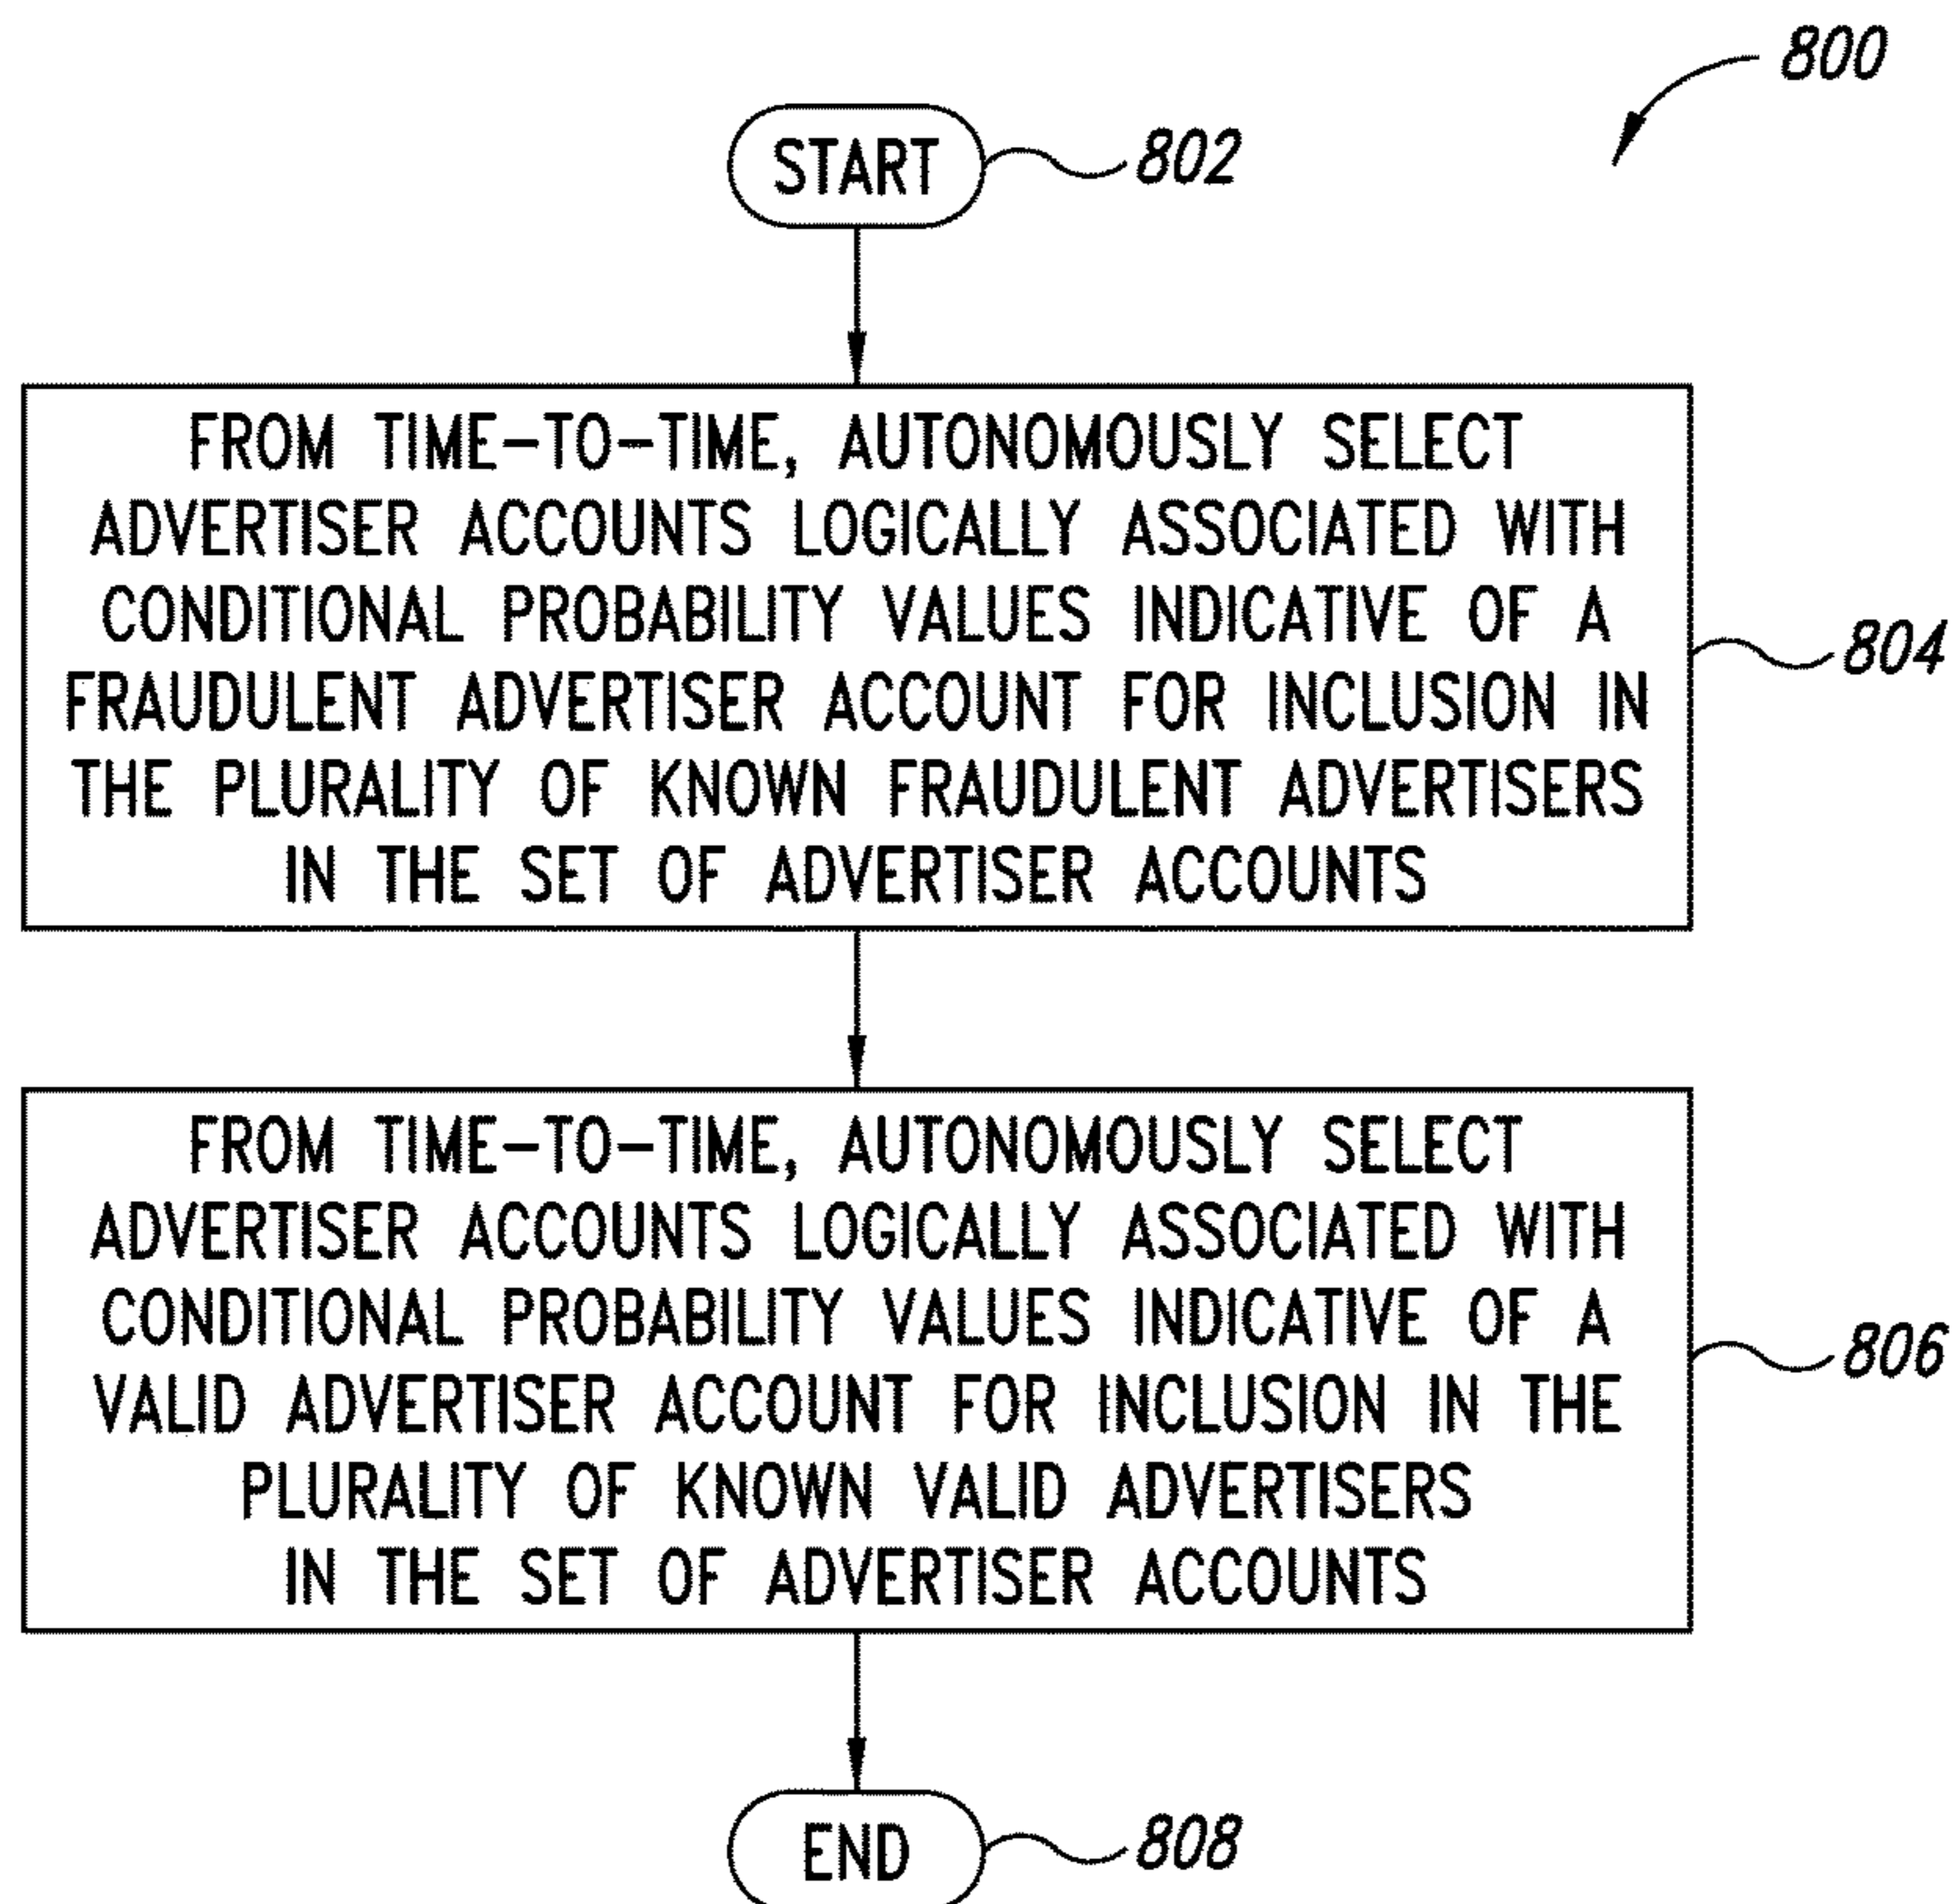 800
START
802
FROM TIME-TO-TIME, AUTONOMOUSLY SELECT
ADVERTISER ACCOUNTS LOGICALLY ASSOCIATED WITH
CONDITIONAL PROBABILITY VALUES INDICATIVE OF A
FRAUDULENT ADVERTISER ACCOUNT FOR INCLUSION IN
THE PLURALITY OF KNOWN FRAUDULENT ADVERTISERS
IN THE SET OF ADVERTISER ACCOUNTS
804
FROM TIME-TO-TIME, AUTONOMOUSLY SELECT
ADVERTISER ACCOUNTS LOGICALLY ASSOCIATED WITH
CONDITIONAL PROBABILITY VALUES INDICATIVE OF A
VALID ADVERTISER ACCOUNT FOR INCLUSION IN THE
PLURALITY OF KNOWN VALID ADVERTISERS
IN THE SET OF ADVERTISER ACCOUNTS
806
END
808